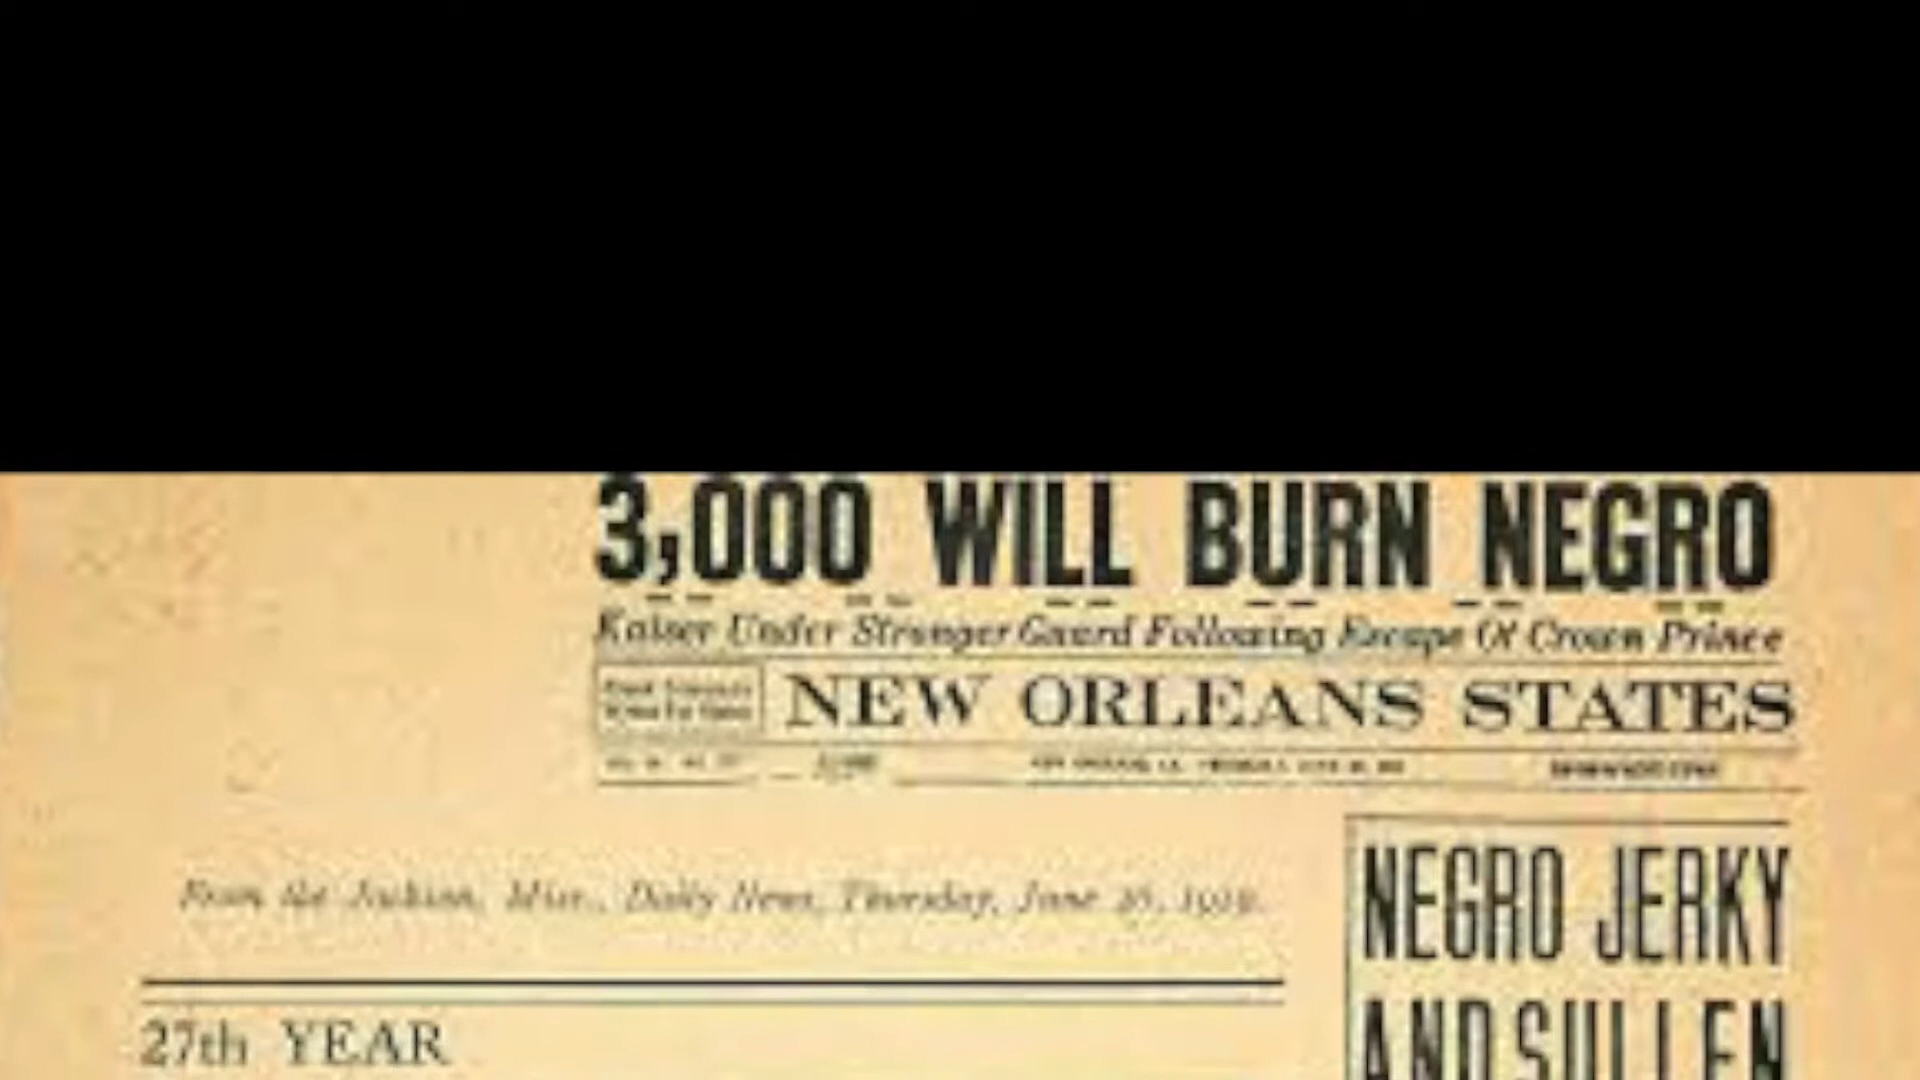 3,000 WILL BURN NEGRO
Kaiser Under Stronger Guard Following Escape Of Crown Prince
NEW ORLEANS STATES
From the Jackson, Miss., Daily News, Thursday, June 26, 1919.
NEGRO JERKY
AND SULLEN
27th YEAR